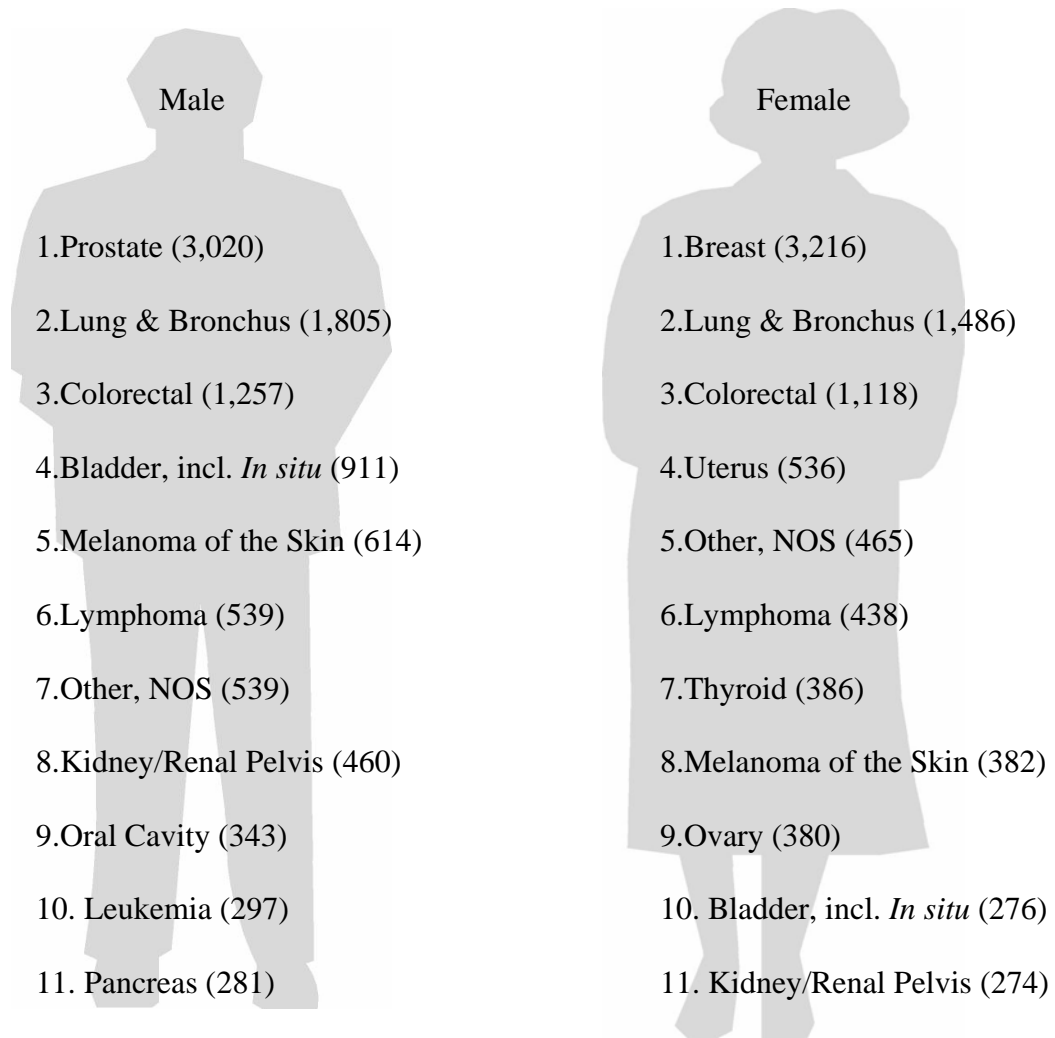 Male
1.Prostate (3,020)
2.Lung & Bronchus (1,805)
3.Colorectal (1,257)
4.Bladder, incl. In situ (911)
5.Melanoma of the Skin (614)
6.Lymphoma (539)
7.Other, NOS (539)
8.Kidney/Renal Pelvis (460)
9.Oral Cavity (343)
10. Leukemia (297)
11. Pancreas (281)
Female
1.Breast (3,216)
2.Lung & Bronchus (1,486)
3.Colorectal (1,118)
4.Uterus (536)
5.Other, NOS (465)
6.Lymphoma (438)
7.Thyroid (386)
8.Melanoma of the Skin (382)
9.Ovary (380)
10. Bladder, incl. In situ (276)
11. Kidney/Renal Pelvis (274)